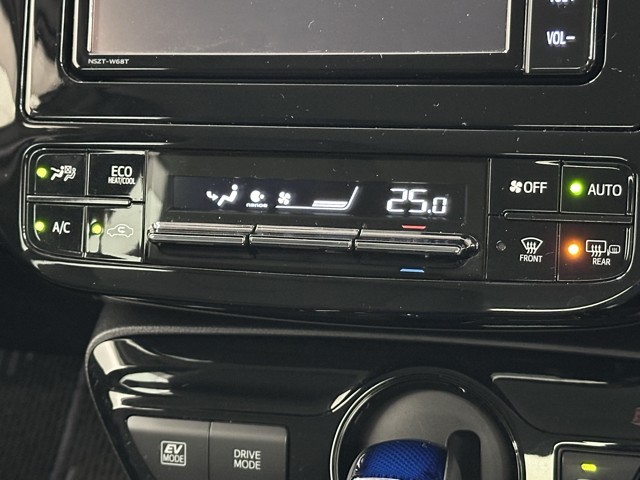 VOL−
NSZT-W68T
ECO
HEAT/COOL
A/C
nanoe
25.0
OFF
AUTO
FRONT
REAR
EV
MODE
DRIVE
MODE